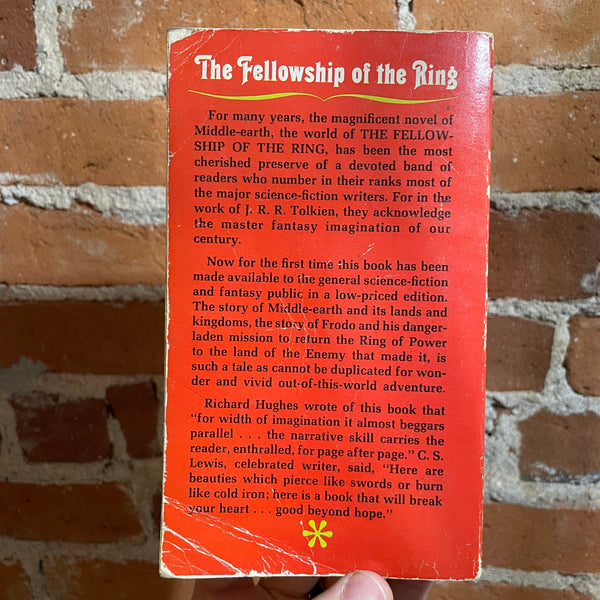 The Fellowship of the Ring
For many years, the magnificent novel of
Middle-earth, the world of THE FELLOW-
SHIP OF THE RING, has been the most
cherished preserve of a devoted band of
readers who number in their ranks most of
the major science-fiction writers. For in the
work of J. R. R. Tolkien, they acknowledge
the master fantasy imagination of our
century.
Now for the first time this book has been
made available to the general science-fiction
and fantasy public in a low-priced edition.
The story of Middle-earth and its lands and
kingdoms, the story of Frodo and his danger-
laden mission to return the Ring of Power
to the land of the Enemy that made it, is
such a tale as cannot be duplicated for won-
der and vivid out-of-this-world adventure.
Richard Hughes wrote of this book that
"for width of imagination it almost beggars
parallel . . . the narrative skill carries the
reader, enthralled, for page after page." C. S.
Lewis, celebrated writer, said, "Here are
beauties which pierce like swords or burn
like cold iron; here is a book that will break
your heart . . . good beyond hope."